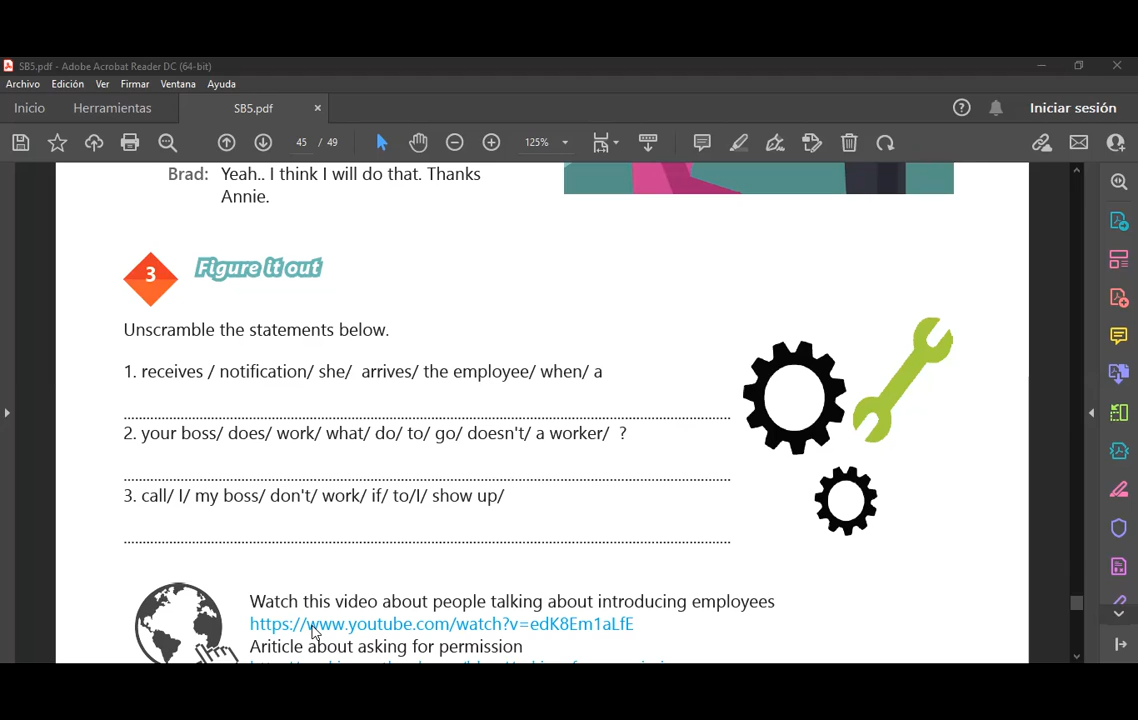 SB5.pdf - Adobe Acrobat Reader DC (64-bit)
Archivo Edición Ver Firmar Ventana Ayuda
Inicio Herramientas SB5.pdf × ? Iniciar sesión
45 / 49 125%
Brad: Yeah.. I think I will do that. Thanks
Annie.
3 Figure it out
Unscramble the statements below.
1. receives / notification/ she/ arrives/ the employee/ when/ a
2. your boss/ does/ work/ what/ do/ to/ go/ doesn't/ a worker/ ?
3. call/ I/ my boss/ don't/ work/ if/ to/I/ show up/
Watch this video about people talking about introducing employees
https://www.youtube.com/watch?v=edK8Em1aLfE
Ariticle about asking for permission